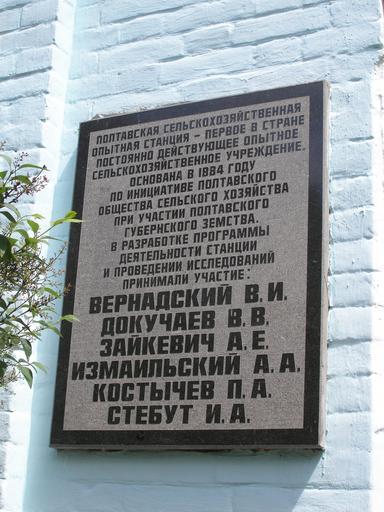 ПОЛТАВСКАЯ СЕЛЬСКОХОЗЯЙСТВЕННАЯ
ОПЫТНАЯ СТАНЦИЯ - ПЕРВОЕ В СТРАНЕ
ПОСТОЯННО ДЕЙСТВУЮЩЕЕ ОПЫТНОЕ
СЕЛЬСКОХОЗЯЙСТВЕННОЕ УЧРЕЖДЕНИЕ.
ОСНОВАНА В 1884 ГОДУ
ПО ИНИЦИАТИВЕ ПОЛТАВСКОГО
ОБЩЕСТВА СЕЛЬСКОГО ХОЗЯЙСТВА
ПРИ УЧАСТИИ ПОЛТАВСКОГО
ГУБЕРНСКОГО ЗЕМСТВА.
В РАЗРАБОТКЕ ПРОГРАММЫ
ДЕЯТЕЛЬНОСТИ СТАНЦИИ
И ПРОВЕДЕНИИ ИССЛЕДОВАНИЙ
ПРИНИМАЛИ УЧАСТИЕ:
ВЕРНАДСКИЙ В.И.
ДОКУЧАЕВ В.В.
ЗАЙКЕВИЧ А.Е.
ИЗМАИЛЬСКИЙ А.А.
КОСТЫЧЕВ П.А.
СТЕБУТ И.А.